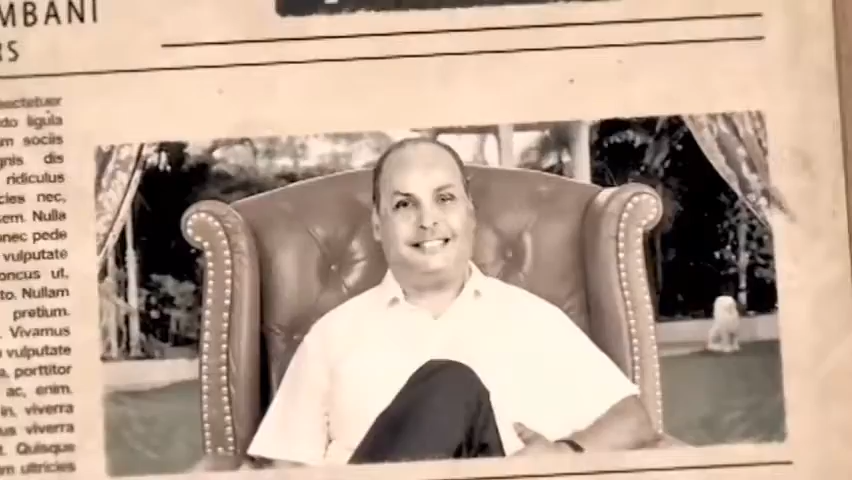 MBANI
RS
sectetuer
do ligula
m sociis
gnis dis
ridiculus
cies nec,
sem. Nulla
onec pede
vulputate
oncus ut,
to. Nullam
pretium.
. Vivamus
vulputate
a, porttitor
ac, enim.
in, viverra
us viverra
t. Quisque
m ultricies